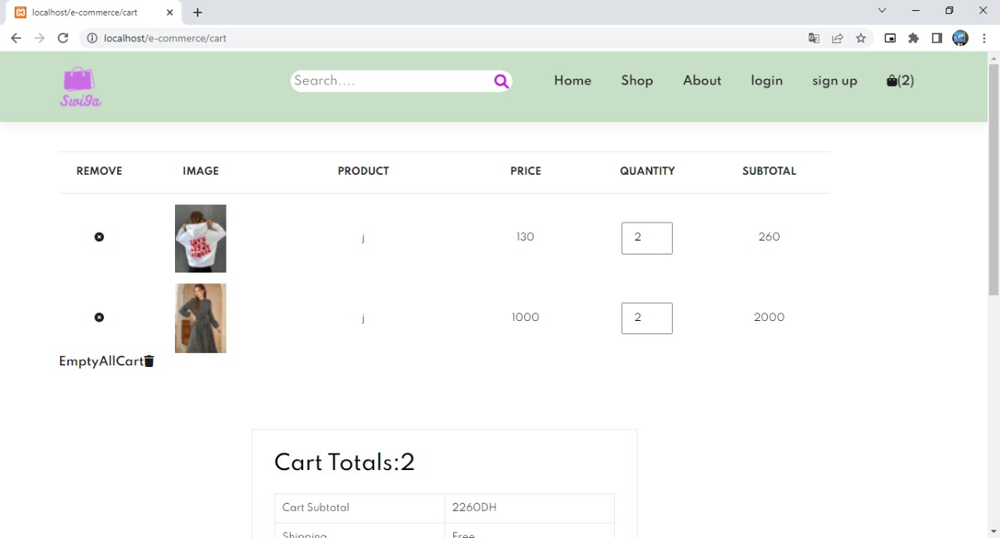 localhost/e-commerce/cart
localhost/e-commerce/cart
Swi9a
Search.... Home Shop About login sign up (2)
REMOVE IMAGE PRODUCT PRICE QUANTITY SUBTOTAL
j 130 2 260
j 1000 2 2000
EmptyAllCart
Cart Totals:2
Cart Subtotal 2260DH
Shipping Free